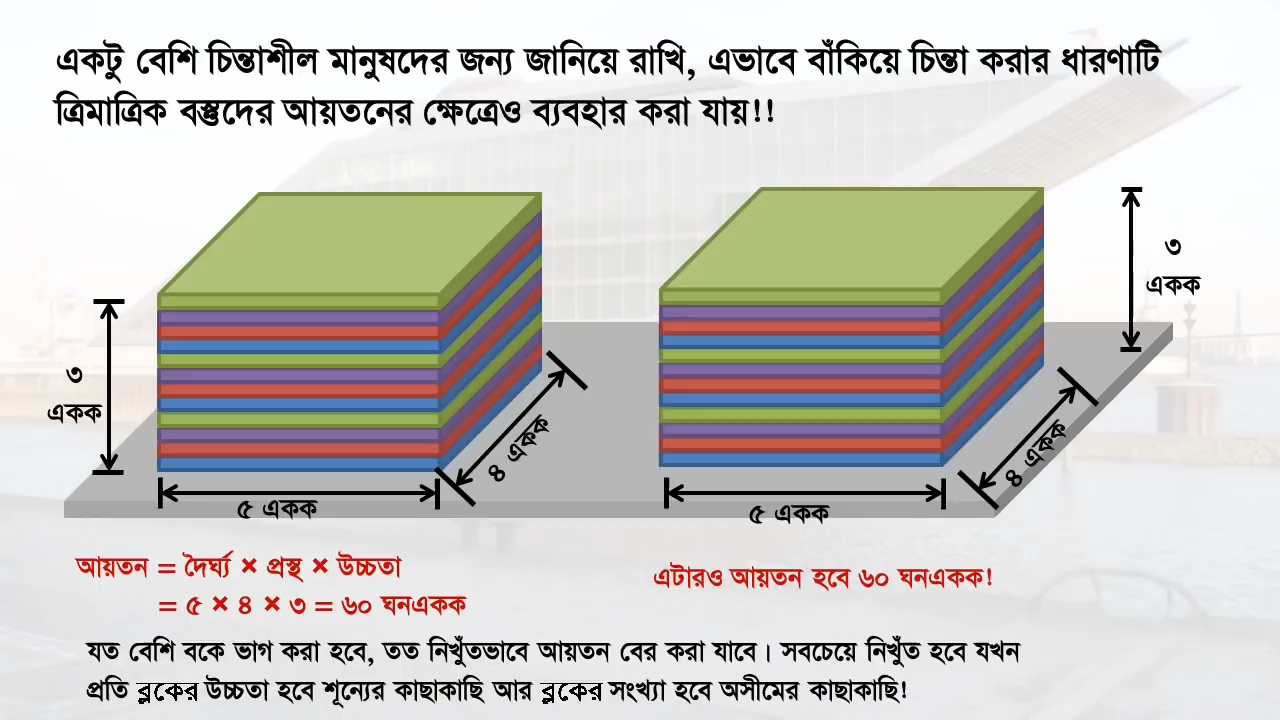 একটু বেশি চিন্তাশীল মানুষদের জন্য জানিয়ে রাখি, এভাবে বাঁকিয়ে চিন্তা করার ধারণাটি
ত্রিমাত্রিক বস্তুদের আয়তনের ক্ষেত্রেও ব্যবহার করা যায়!!
৩
একক
৩
একক
৪ একক
৪ একক
৫ একক
৫ একক
আয়তন = দৈর্ঘ্য × প্রস্থ × উচ্চতা
= ৫ × ৪ × ৩ = ৬০ ঘনএকক
এটারও আয়তন হবে ৬০ ঘনএকক!
যত বেশি বকে ভাগ করা হবে, তত নিখুঁতভাবে আয়তন বের করা যাবে। সবচেয়ে নিখুঁত হবে যখন
প্রতি ব্লকের উচ্চতা হবে শূন্যের কাছাকাছি আর ব্লকের সংখ্যা হবে অসীমের কাছাকাছি!